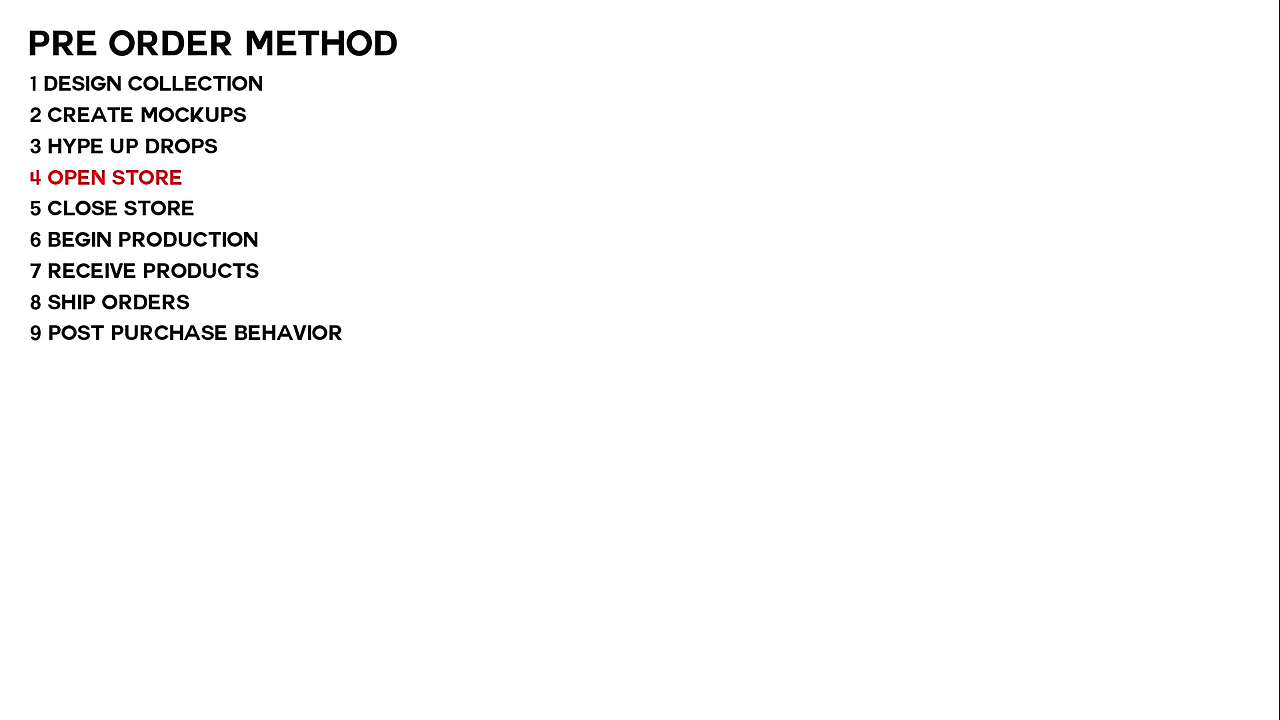 PRE ORDER METHOD
1 DESIGN COLLECTION
2 CREATE MOCKUPS
3 HYPE UP DROPS
4 OPEN STORE
5 CLOSE STORE
6 BEGIN PRODUCTION
7 RECEIVE PRODUCTS
8 SHIP ORDERS
9 POST PURCHASE BEHAVIOR